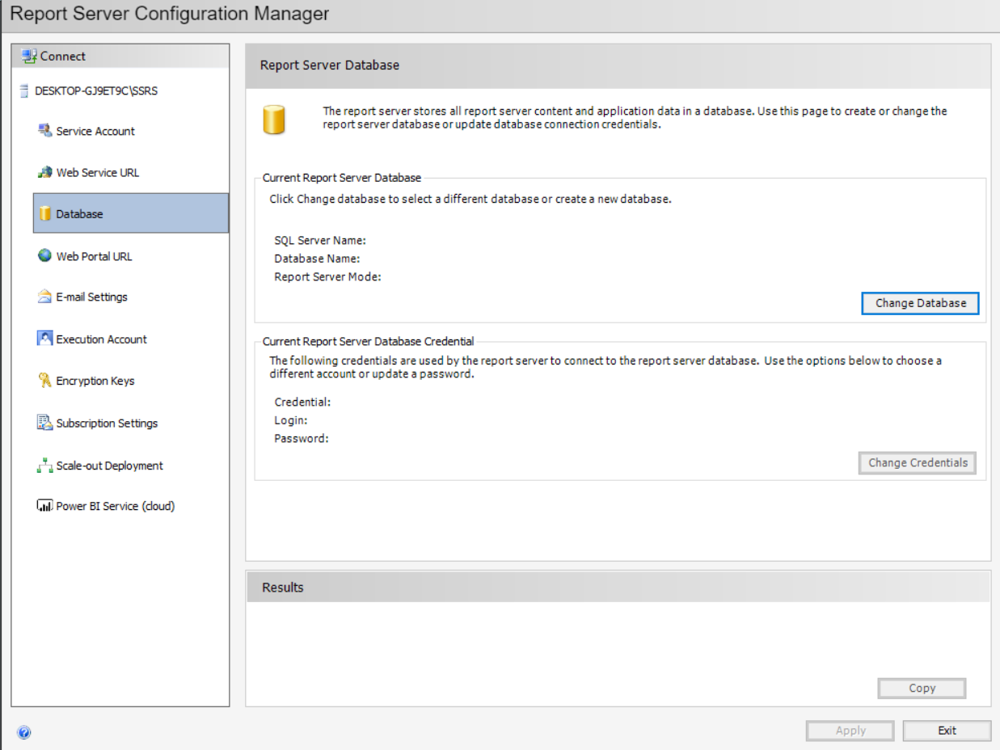 Report Server Configuration Manager
Connect
DESKTOP-GJ9ET9C\SSRS
Service Account
Web Service URL
Database
Web Portal URL
E-mail Settings
Execution Account
Encryption Keys
Subscription Settings
Scale-out Deployment
Power BI Service (cloud)
Report Server Database
The report server stores all report server content and application data in a database. Use this page to create or change the
report server database or update database connection credentials.
Current Report Server Database
Click Change database to select a different database or create a new database.
SQL Server Name:
Database Name:
Report Server Mode:
Change Database
Current Report Server Database Credential
The following credentials are used by the report server to connect to the report server database. Use the options below to choose a
different account or update a password.
Credential:
Login:
Password:
Change Credentials
Results
Copy
Apply
Exit